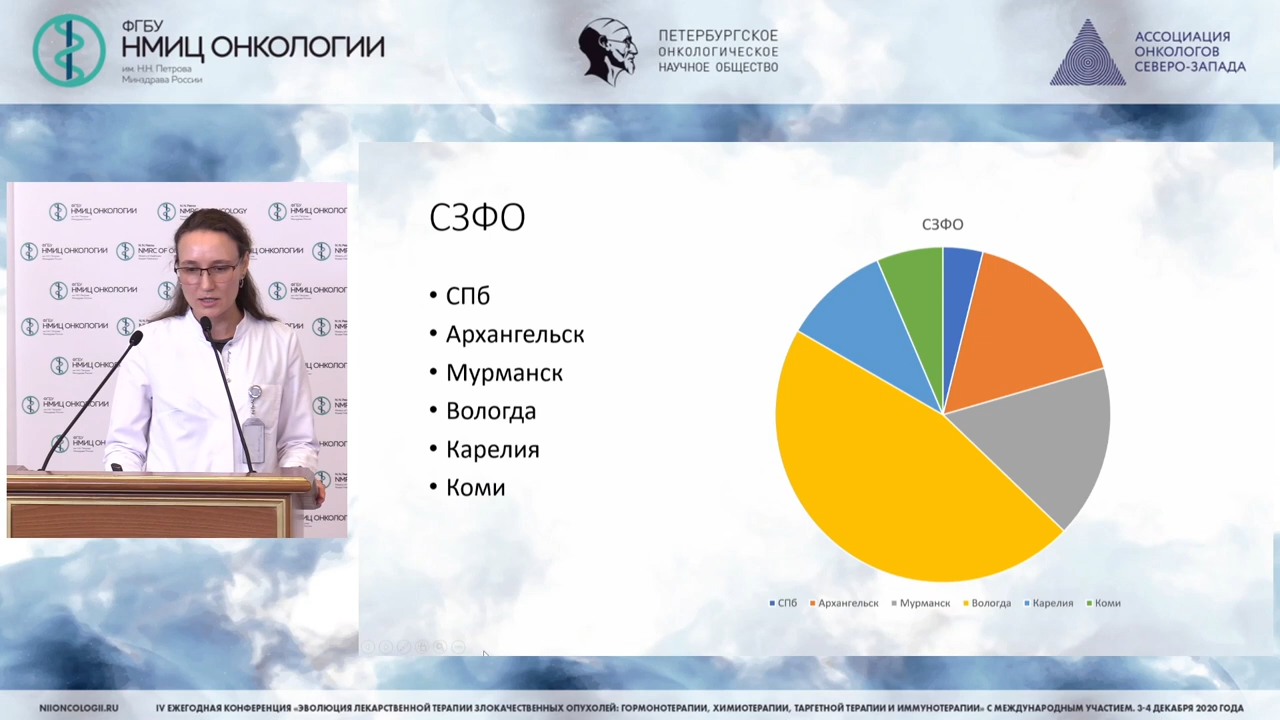 ФГБУ
НМИЦ ОНКОЛОГИИ
им. Н.Н. Петрова
Минздрава России
ПЕТЕРБУРГСКОЕ
ОНКОЛОГИЧЕСКОЕ
НАУЧНОЕ ОБЩЕСТВО
АССОЦИАЦИЯ
ОНКОЛОГОВ
СЕВЕРО-ЗАПАДА
СЗФО
• СПб
• Архангельск
• Мурманск
• Вологда
• Карелия
• Коми
СЗФО
СПб Архангельск Мурманск Вологда Карелия Коми
НМИЦ ОНКОЛОГИИ
NIIONCOLOGII.RU
IV ЕЖЕГОДНАЯ КОНФЕРЕНЦИЯ «ЭВОЛЮЦИЯ ЛЕКАРСТВЕННОЙ ТЕРАПИИ ЗЛОКАЧЕСТВЕННЫХ ОПУХОЛЕЙ: ГОРМОНОТЕРАПИИ, ХИМИОТЕРАПИИ, ТАРГЕТНОЙ ТЕРАПИИ И ИММУНОТЕРАПИИ» С МЕЖДУНАРОДНЫМ УЧАСТИЕМ. 3-4 ДЕКАБРЯ 2020 ГОДА